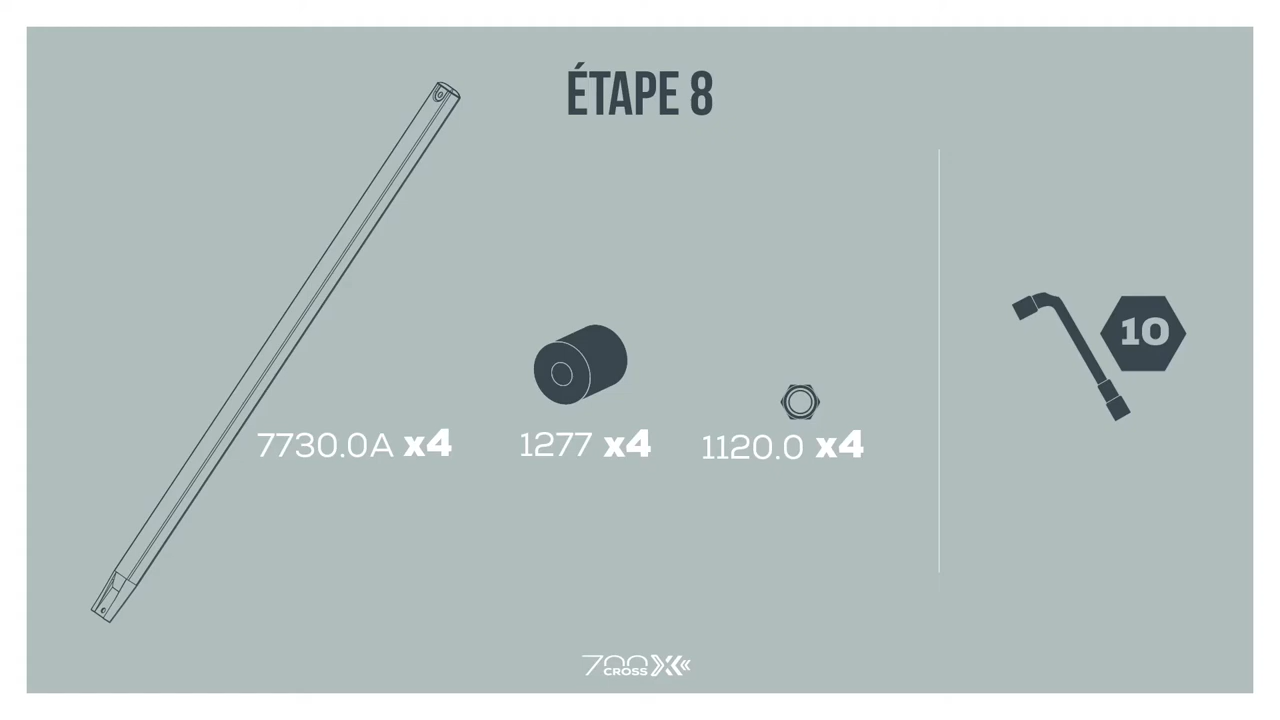 ÉTAPE 8
10
7730.0A x4
1277 x4
1120.0 x4
700
CROSS X